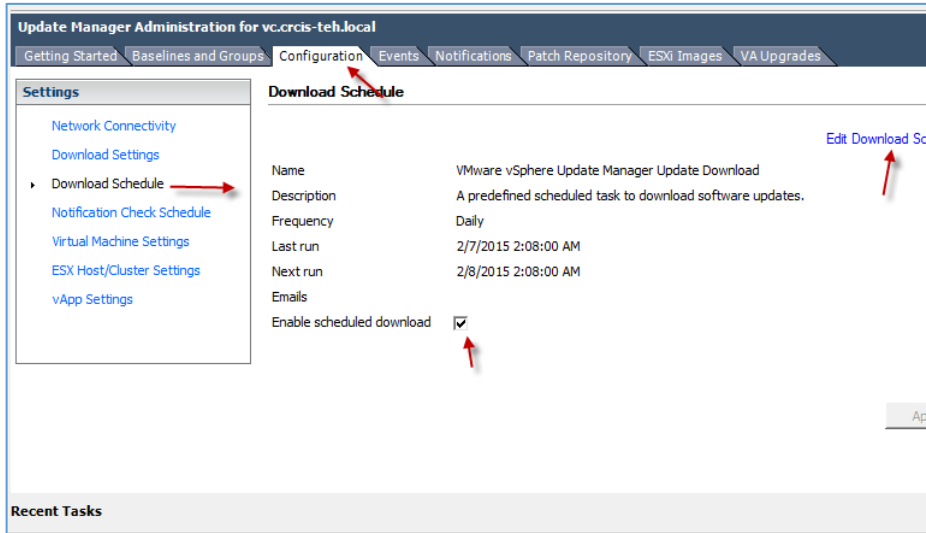 Update Manager Administration for vc.crcis-teh.local
Getting Started Baselines and Groups Configuration Events Notifications Patch Repository ESXi Images VA Upgrades
Settings
Network Connectivity
Download Settings
Download Schedule
Notification Check Schedule
Virtual Machine Settings
ESX Host/Cluster Settings
vApp Settings
Download Schedule
Edit Download
Name VMware vSphere Update Manager Update Download
Description A predefined scheduled task to download software updates.
Frequency Daily
Last run 2/7/2015 2:08:00 AM
Next run 2/8/2015 2:08:00 AM
Emails
Enable scheduled download
Recent Tasks